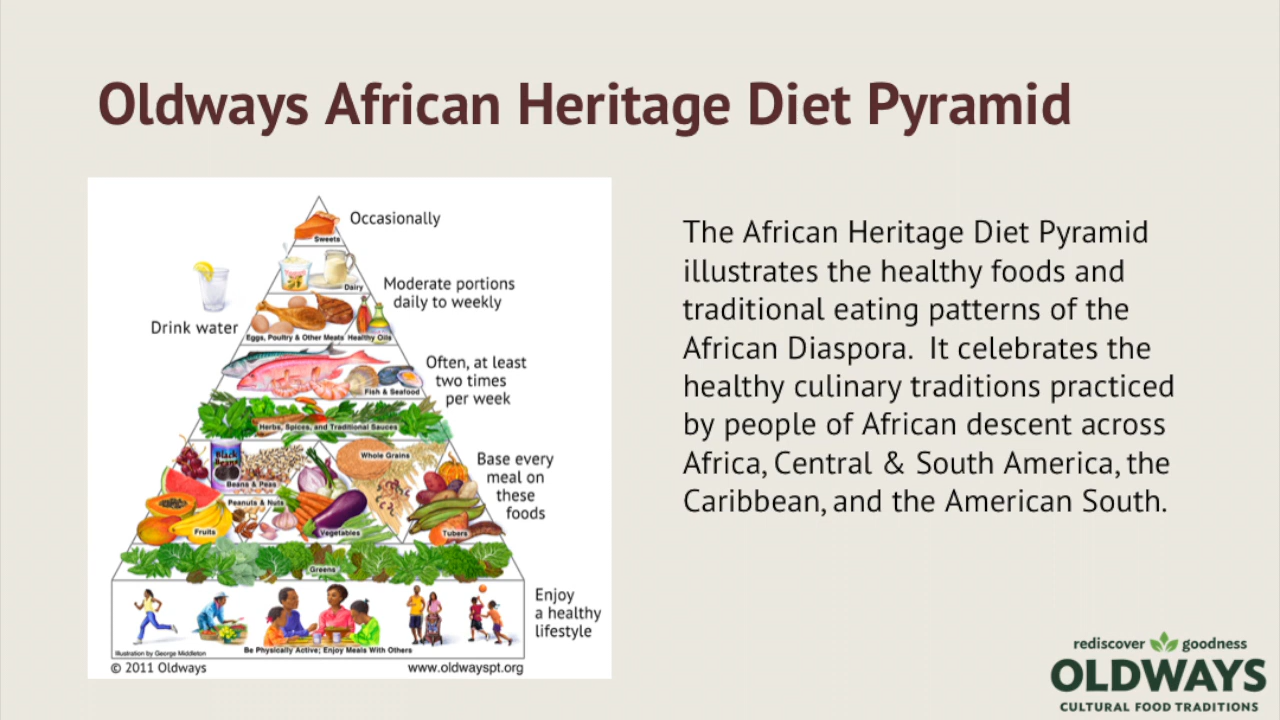 Oldways African Heritage Diet Pyramid
Occasionally
Sweets
Dairy
Moderate portions
daily to weekly
Drink water
Eggs, Poultry & Other Meats
Healthy Oils
Often, at least
two times
per week
Fish & Seafood
Herbs, Spices, and Traditional Sauces
Black
Beans
Whole Grains
Base every
meal on
these
foods
Beans & Peas
Peanuts & Nuts
Fruits
Vegetables
Tubers
Greens
Enjoy
a healthy
lifestyle
Illustration by George Middleton
Be Physically Active; Enjoy Meals With Others
© 2011 Oldways
www.oldwayspt.org
The African Heritage Diet Pyramid
illustrates the healthy foods and
traditional eating patterns of the
African Diaspora.  It celebrates the
healthy culinary traditions practiced
by people of African descent across
Africa, Central & South America, the
Caribbean, and the American South.
rediscover goodness
OLDWAYS
CULTURAL FOOD TRADITIONS